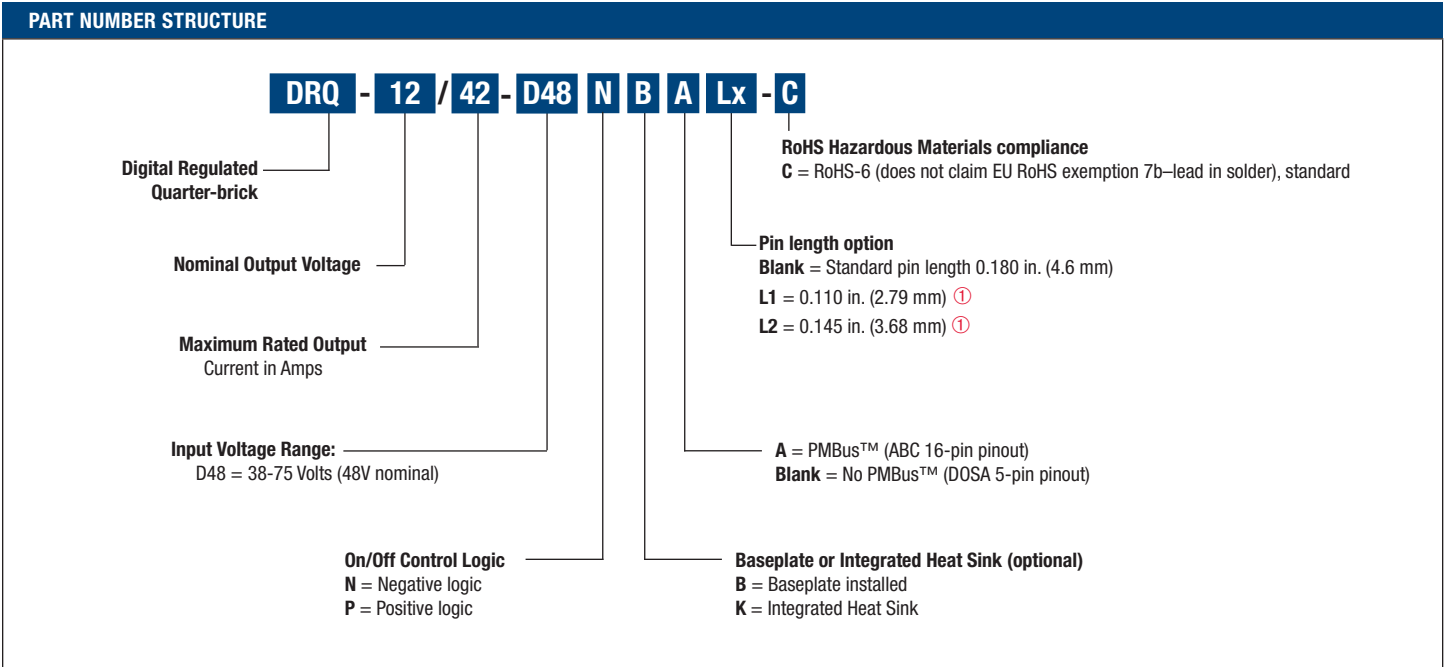 PART NUMBER STRUCTURE
DRQ - 12 / 42 - D48 N B A Lx - C
RoHS Hazardous Materials compliance
C = RoHS-6 (does not claim EU RoHS exemption 7b–lead in solder), standard
Digital Regulated
Quarter-brick
Pin length option
Blank = Standard pin length 0.180 in. (4.6 mm)
L1 = 0.110 in. (2.79 mm) ①
L2 = 0.145 in. (3.68 mm) ①
Nominal Output Voltage
Maximum Rated Output
Current in Amps
Input Voltage Range:
D48 = 38-75 Volts (48V nominal)
A = PMBus™ (ABC 16-pin pinout)
Blank = No PMBus™ (DOSA 5-pin pinout)
On/Off Control Logic
N = Negative logic
P = Positive logic
Baseplate or Integrated Heat Sink (optional)
B = Baseplate installed
K = Integrated Heat Sink